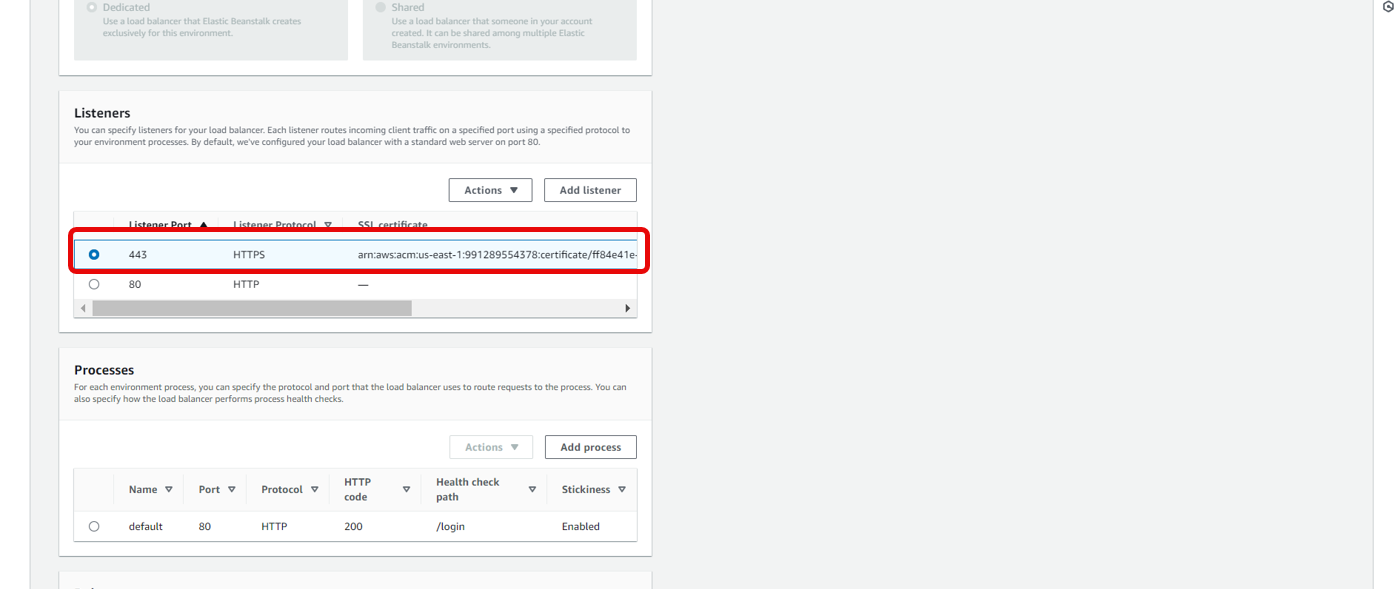 Dedicated
Use a load balancer that Elastic Beanstalk creates
exclusively for this environment.
Shared
Use a load balancer that someone in your account
created. It can be shared among multiple Elastic
Beanstalk environments.
Listeners
You can specify listeners for your load balancer. Each listener routes incoming client traffic on a specified port using a specified protocol to
your environment processes. By default, we've configured your load balancer with a standard web server on port 80.
Actions Add listener
Listener Port Listener Protocol SSL certificate
443 HTTPS arn:aws:acm:us-east-1:991289554378:certificate/ff84e41e-
80 HTTP —
Processes
For each environment process, you can specify the protocol and port that the load balancer uses to route requests to the process. You can
also specify how the load balancer performs process health checks.
Actions Add process
Name Port Protocol HTTP code Health check path Stickiness
default 80 HTTP 200 /login Enabled